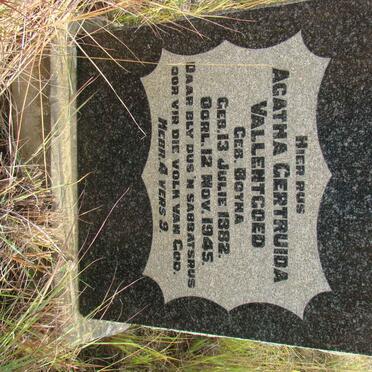 HIER RUS
AGATHA GERTRUIDA
VALLENTGOED
GEB. BOTHA
GEB. 13 JULIE 1882.
OORL. 12 NOV. 1945.
DAAR BLY DUS 'N SABBATSRUS
OOR VIR DIE VOLK VAN GOD.
HEBR. 4 VERS 9.